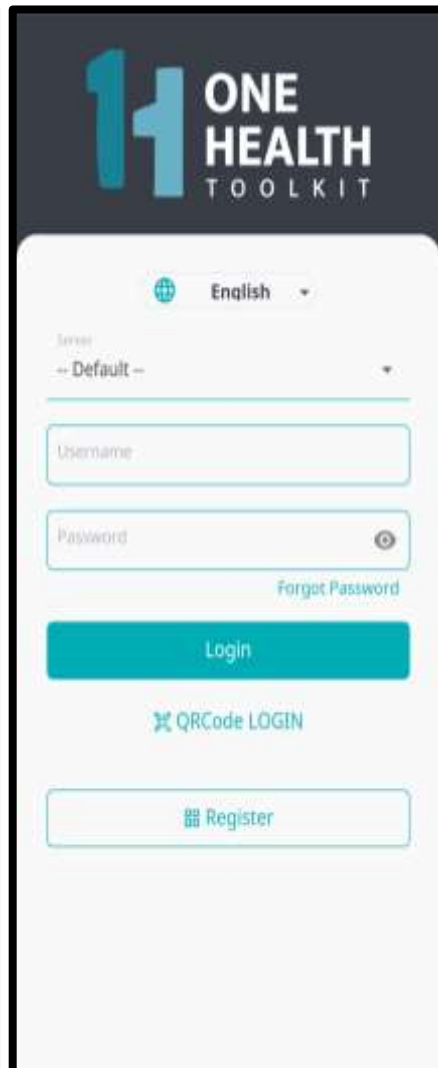 ONE
HEALTH
TOOLKIT
English
Server
-- Default --
Username
Password
Forgot Password
Login
QRCode LOGIN
Register